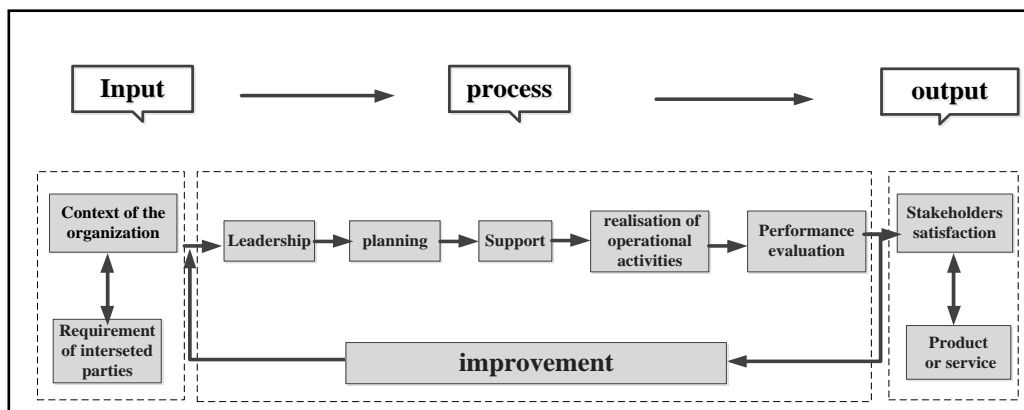 Input
process
output
Context of the
organization
Requirement
of interseted
parties
Leadership
planning
Support
realisation of
operational
activities
Performance
evaluation
improvement
Stakeholders
satisfaction
Product
or service